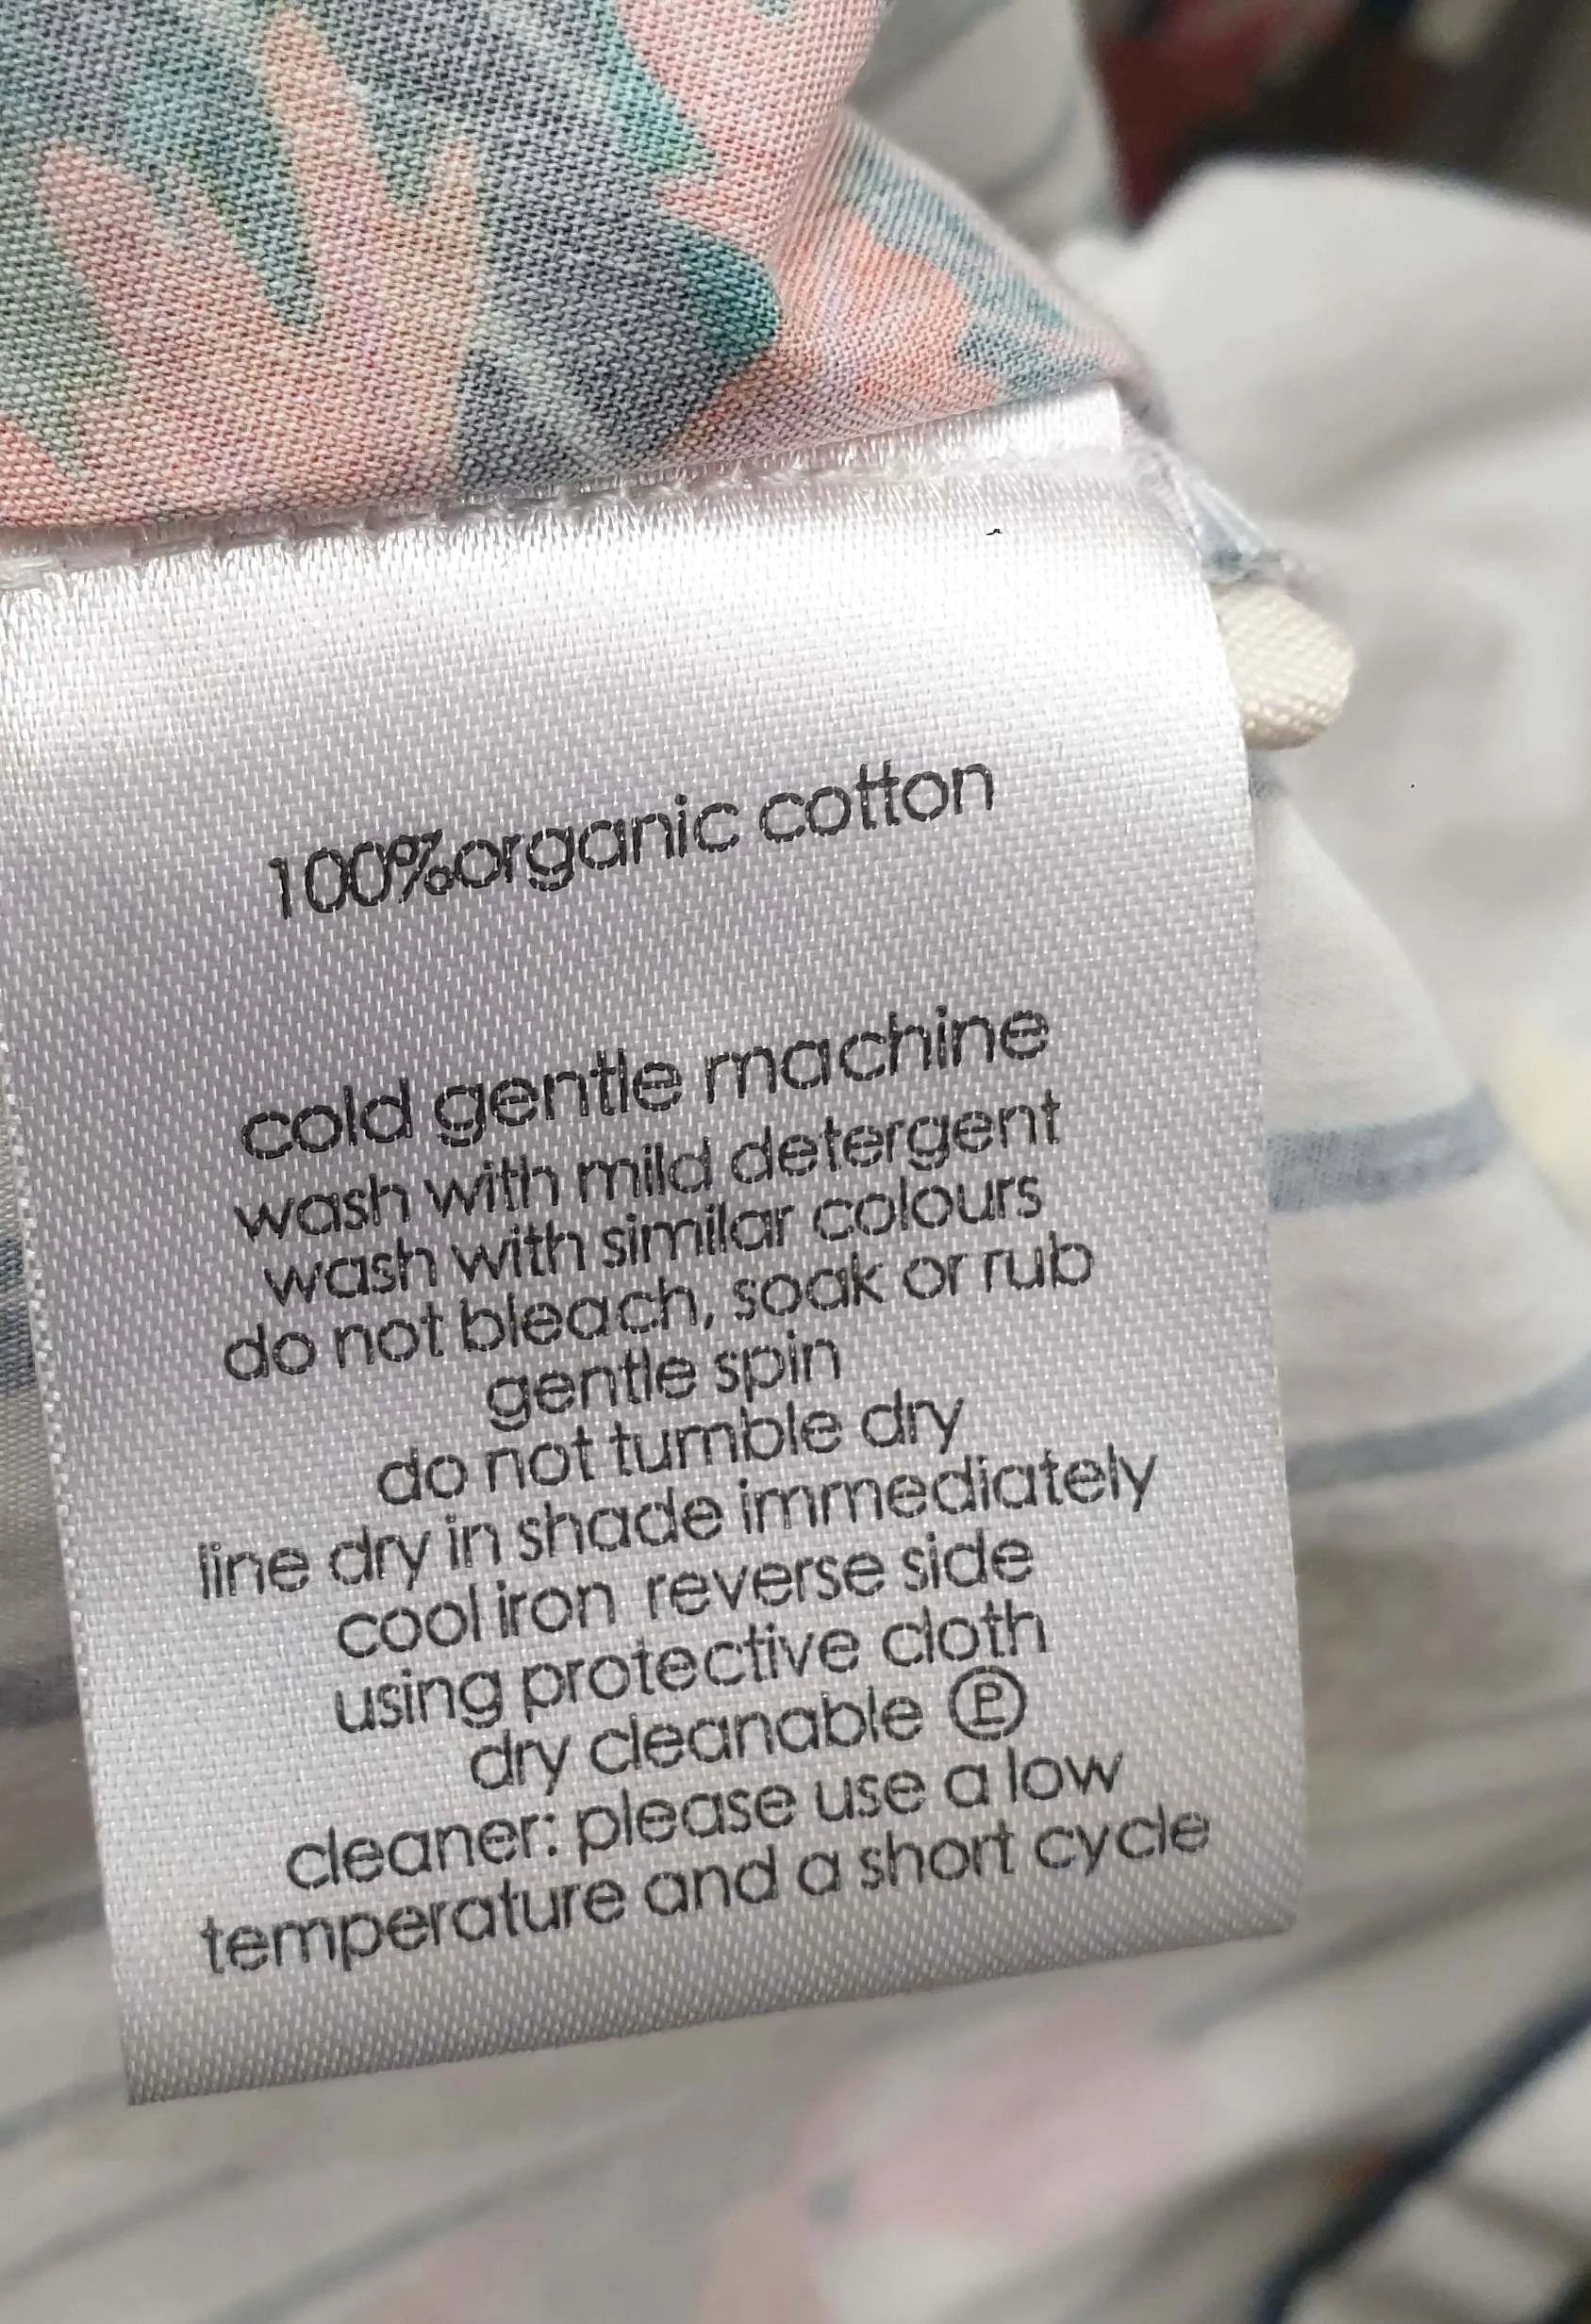 100%organic cotton
cold gentle machine
wash with mild detergent
wash with similar colours
do not bleach, soak or rub
gentle spin
do not tumble dry
line dry in shade immediately
cool iron reverse side
using protective cloth
dry cleanable Ⓟ
cleaner: please use a low
temperature and a short cycle